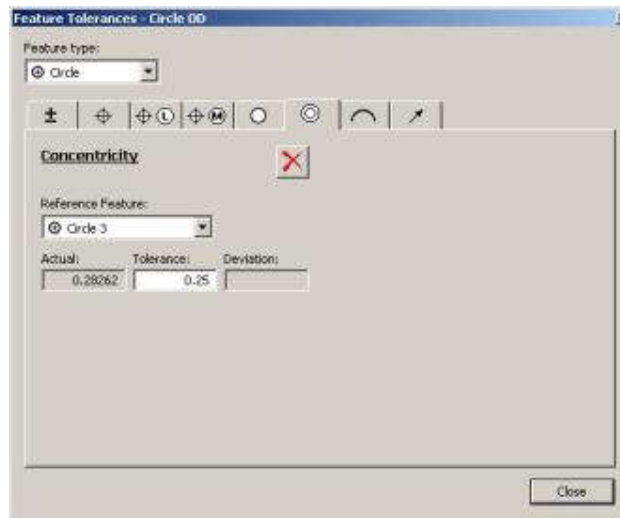 Feature Tolerances - Circle OD
Feature type:
Circle
± L M
Concentricity
Reference Feature:
Circle 3
Actual: Tolerance: Deviation:
0.28262 0.25
Close